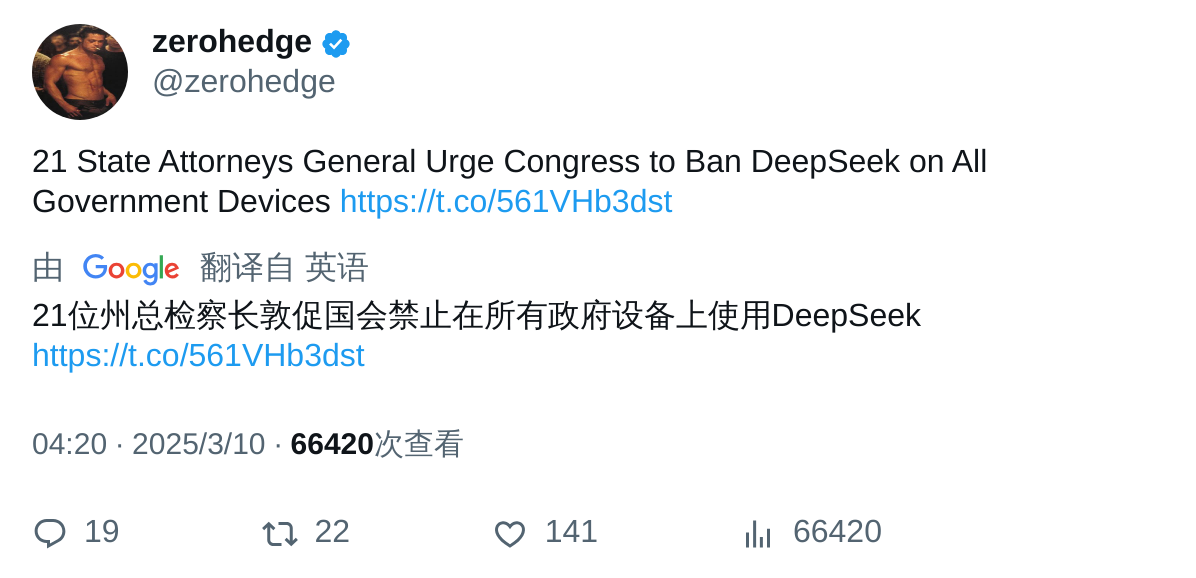 zerohedge
@zerohedge
21 State Attorneys General Urge Congress to Ban DeepSeek on All
Government Devices https://t.co/561VHb3dst
由 Google 翻译自 英语
21位州总检察长敦促国会禁止在所有政府设备上使用DeepSeek
https://t.co/561VHb3dst
04:20 · 2025/3/10 · 66420次查看
19 22 141 66420